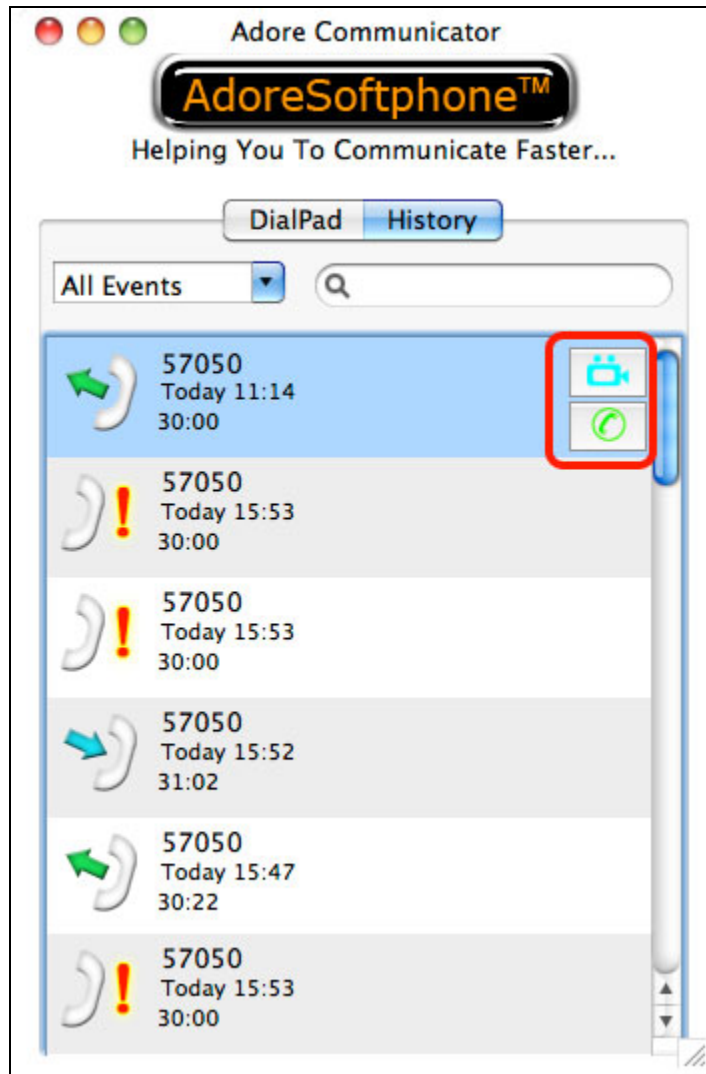 Adore Communicator
AdoreSoftphone™
Helping You To Communicate Faster...
DialPad History
All Events
57050
Today 11:14
30:00
57050
Today 15:53
30:00
57050
Today 15:53
30:00
57050
Today 15:52
31:02
57050
Today 15:47
30:22
57050
Today 15:53
30:00